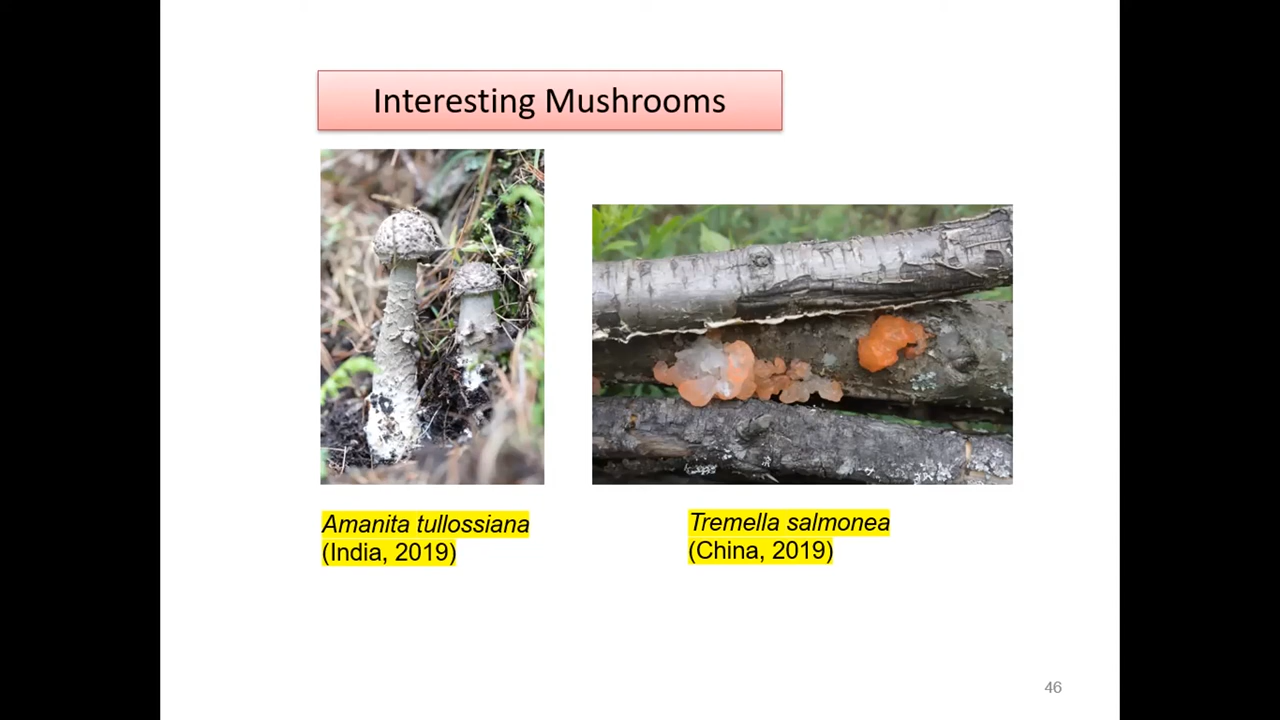 Interesting Mushrooms
Amanita tullossiana
(India, 2019)
Tremella salmonea
(China, 2019)
46